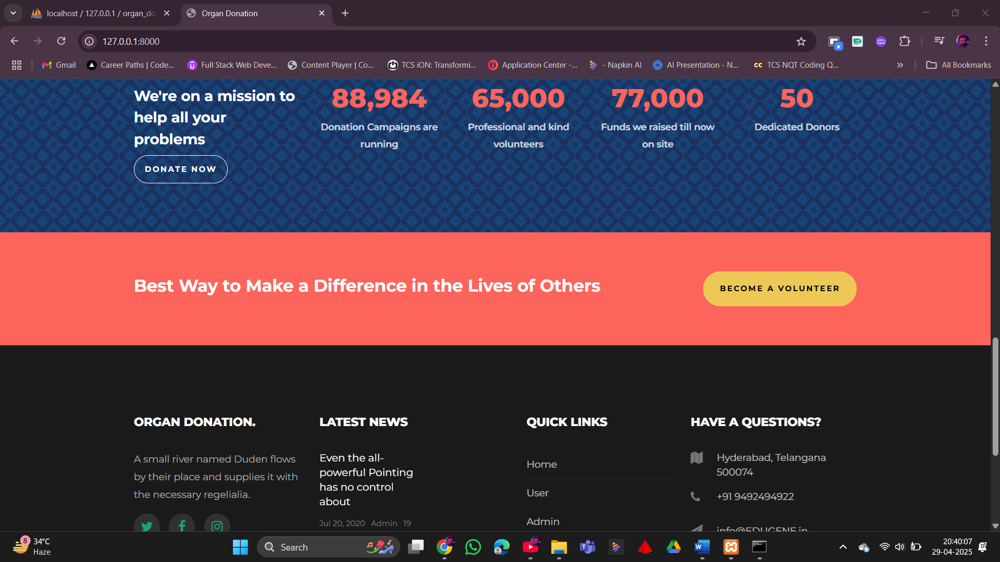 localhost / 127.0.0.1 / organ_do
Organ Donation
127.0.0.1:8000
Gmail
Career Paths | Code...
Full Stack Web Deve...
Content Player | Co...
TCS iON: Transformi...
Application Center -...
- Napkin AI
AI Presentation - N...
CC TCS NQT Coding Q...
All Bookmarks
We're on a mission to
help all your
problems
DONATE NOW
88,984
Donation Campaigns are
running
65,000
Professional and kind
volunteers
77,000
Funds we raised till now
on site
50
Dedicated Donors
Best Way to Make a Difference in the Lives of Others
BECOME A VOLUNTEER
ORGAN DONATION.
A small river named Duden flows
by their place and supplies it with
the necessary regelialia.
LATEST NEWS
Even the all-
powerful Pointing
has no control
about
Jul 20, 2020 Admin 19
QUICK LINKS
Home
User
Admin
HAVE A QUESTIONS?
Hyderabad, Telangana
500074
+91 9492494922
info@EDUGENE.in
8
34°C
Haze
Search
20:40:07
29-04-2025